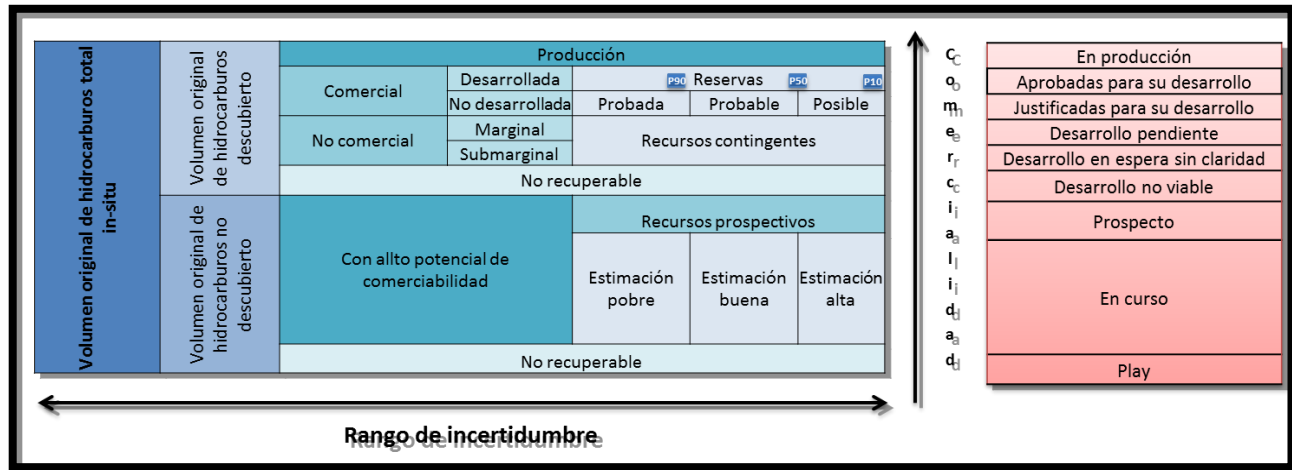 Volumen original de hidrocarburos total
in-situ
Volumen original
de hidrocarburos
descubierto
Volumen original de
hidrocarburos no
descubierto
Producción
Comercial
Desarrollada
P90 Reservas P50 P10
No desarrollada
Probada
Probable
Posible
No comercial
Marginal
Submarginal
Recursos contingentes
No recuperable
Con allto potencial de
comerciabilidad
Recursos prospectivos
Estimación
pobre
Estimación
buena
Estimación
alta
No recuperable
Rango de incertidumbre
C
o
m
e
r
c
i
a
l
i
d
a
d
En producción
Aprobadas para su desarrollo
Justificadas para su desarrollo
Desarrollo pendiente
Desarrollo en espera sin claridad
Desarrollo no viable
Prospecto
En curso
Play